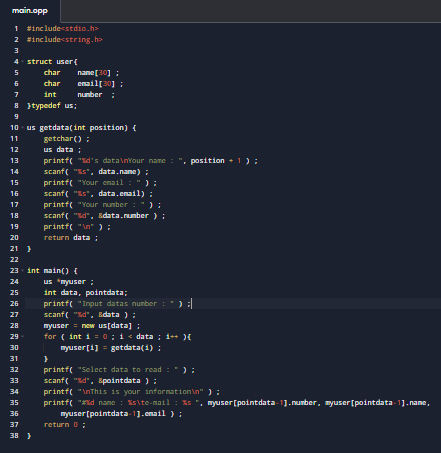 main.cpp
1 #include<stdio.h>
2 #include<string.h>
3
4 struct user{
5 char name[30] ;
6 char email[30] ;
7 int number ;
8 }typedef us;
9
10 us getdata(int position) {
11 getchar() ;
12 us data ;
13 printf( "%d's data\nYour name : ", position + 1 ) ;
14 scanf( "%s", data.name) ;
15 printf( "Your email : " ) ;
16 scanf( "%s", data.email) ;
17 printf( "Your number : " ) ;
18 scanf( "%d", &data.number ) ;
19 printf( "\n" ) ;
20 return data ;
21 }
22
23 int main() {
24 us *myuser ;
25 int data, pointdata;
26 printf( "Input datas number : " ) ;
27 scanf( "%d", &data ) ;
28 myuser = new us[data] ;
29 for ( int i = 0 ; i < data ; i++ ){
30 myuser[i] = getdata(i) ;
31 }
32 printf( "Select data to read : " ) ;
33 scanf( "%d", &pointdata ) ;
34 printf( "\nThis is your information\n" ) ;
35 printf( "#%d name : %s\te-mail : %s ", myuser[pointdata-1].number, myuser[pointdata-1].name,
36 myuser[pointdata-1].email ) ;
37 return 0 ;
38 }